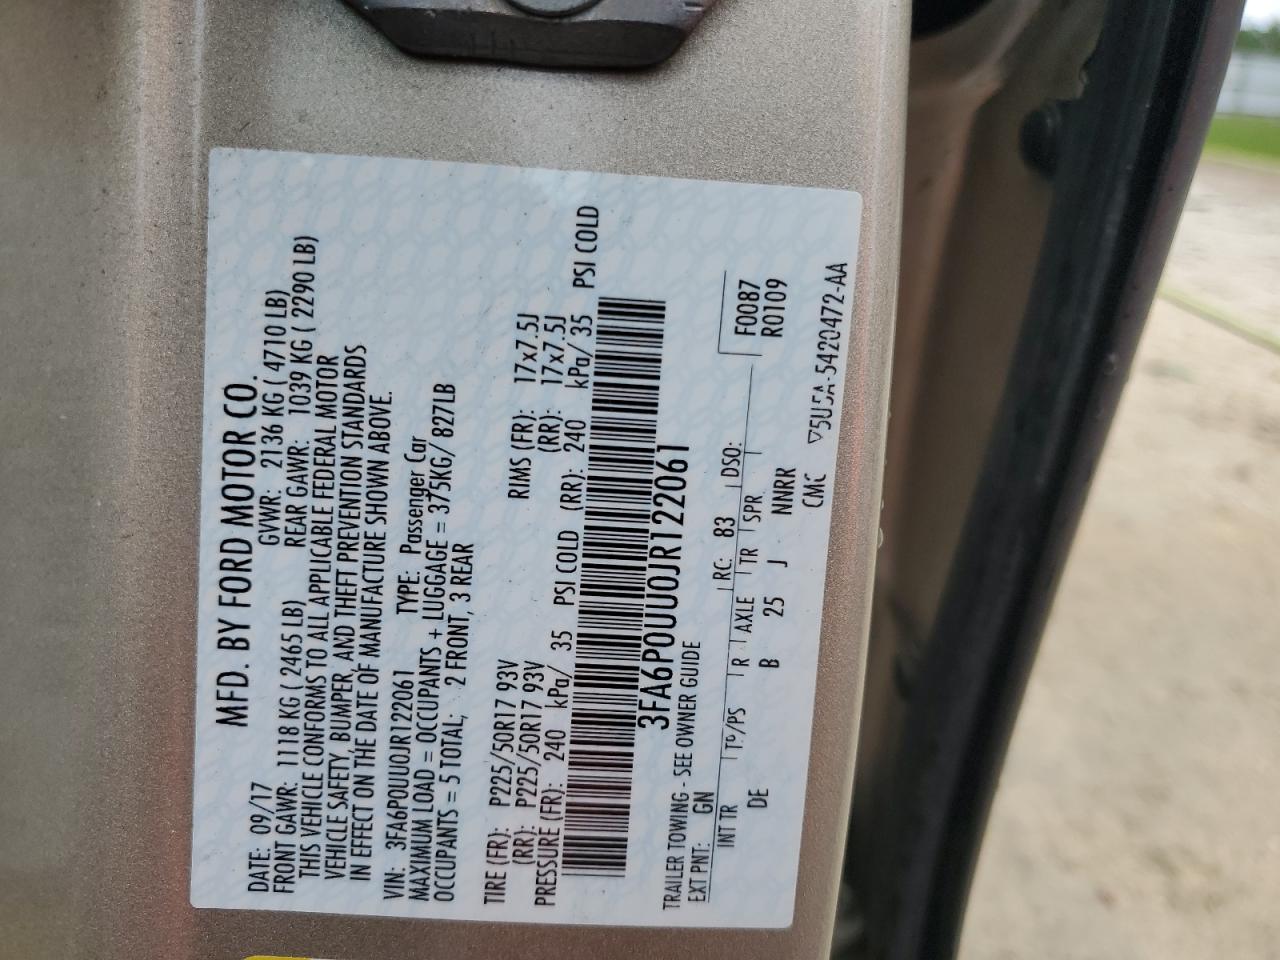 MFD. BY FORD MOTOR CO.
DATE: 09/17 GVWR: 2136 KG ( 4710 LB)
FRONT GAWR: 1118 KG ( 2465 LB) REAR GAWR: 1039 KG ( 2290 LB)
THIS VEHICLE CONFORMS TO ALL APPLICABLE FEDERAL MOTOR
VEHICLE SAFETY, BUMPER, AND THEFT PREVENTION STANDARDS
IN EFFECT ON THE DATE OF MANUFACTURE SHOWN ABOVE.
VIN: 3FA6P0UU0JR122061 TYPE: Passenger Car
MAXIMUM LOAD = OCCUPANTS + LUGGAGE = 375KG/ 827LB
OCCUPANTS = 5 TOTAL; 2 FRONT, 3 REAR
TIRE (FR): P225/50R17 93V RIMS (FR): 17x7.5J
(RR): P225/50R17 93V (RR): 17x7.5J
PRESSURE (FR): 240 kPa/ 35 PSI COLD (RR): 240 kPa/ 35 PSI COLD
3FA6P0UU0JR122061
TRAILER TOWING - SEE OWNER GUIDE
EXT PNT: GN RC: 83 DSO: F0087
R0109
INT TR TP/PS R AXLE TR SPR
DE B 25 J NNRR
CMC ▽5U5A-5420472-AA